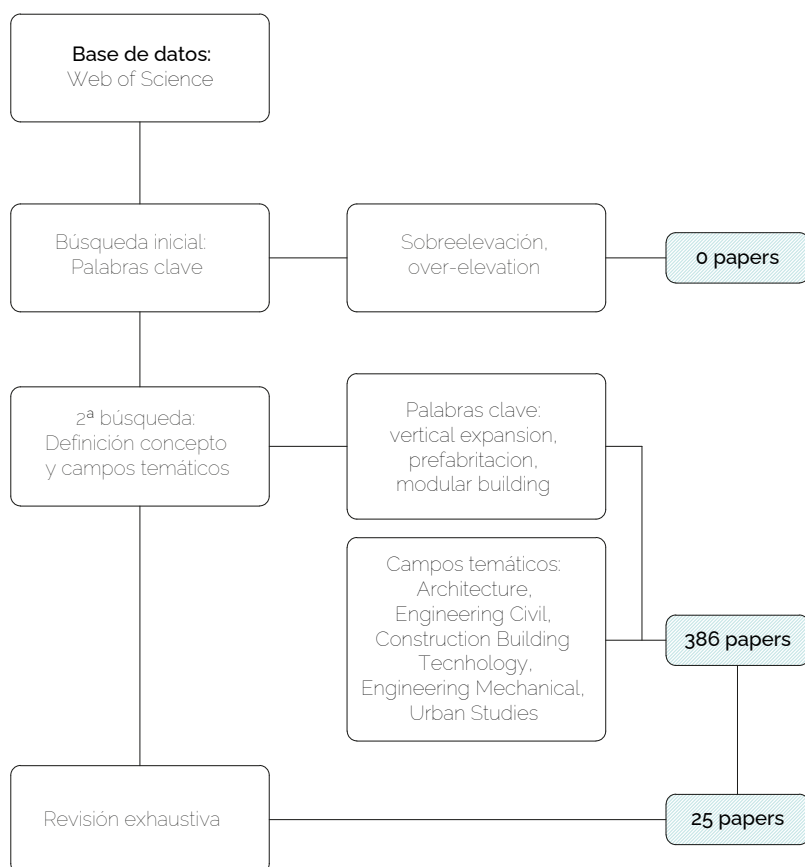 Base de datos:
Web of Science
Búsqueda inicial:
Palabras clave
Sobreelevación,
over-elevation
0 papers
2ª búsqueda:
Definición concepto
y campos temáticos
Palabras clave:
vertical expansion,
prefabritacion,
modular building
Campos temáticos:
Architecture,
Engineering Civil,
Construction Building
Tecnhology,
Engineering Mechanical,
Urban Studies
386 papers
Revisión exhaustiva
25 papers